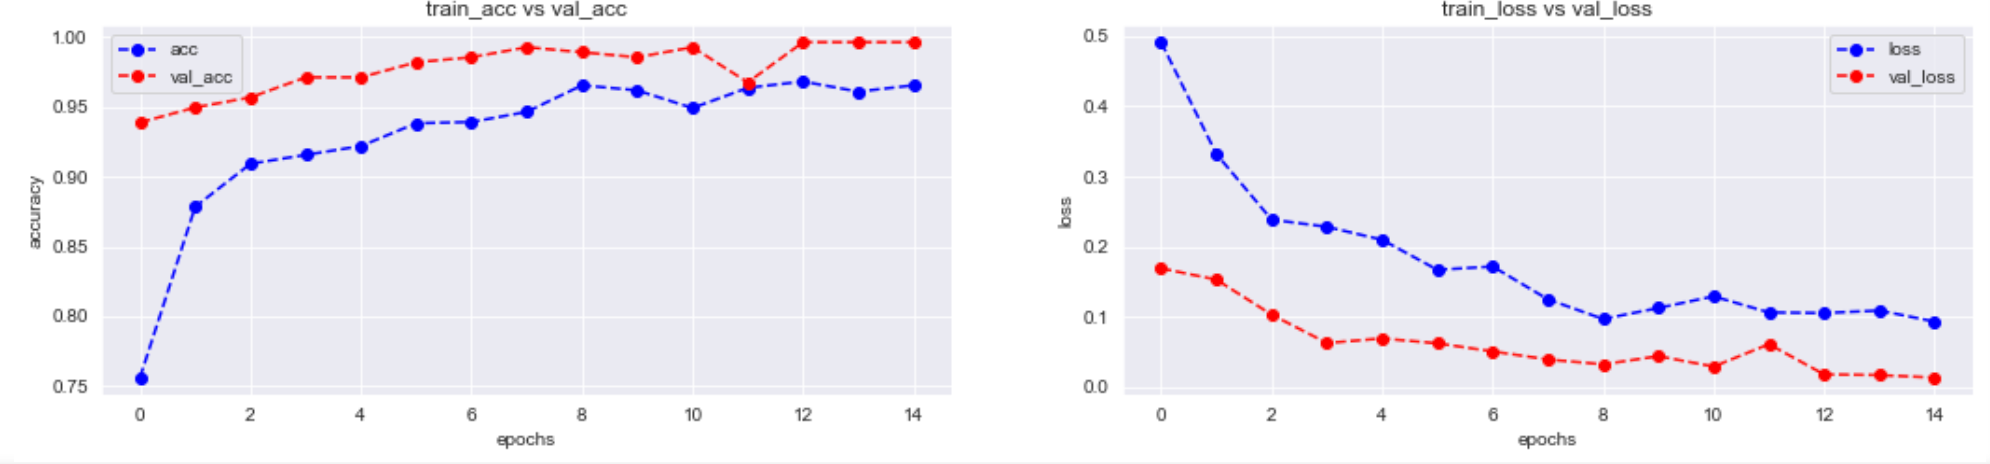 train_acc vs val_acc
1.00
0.95
0.90
0.85
0.80
0.75
accuracy
acc
val_acc
0 2 4 6 8 10 12 14
epochs
train_loss vs val_loss
0.5
0.4
0.3
0.2
0.1
0.0
loss
loss
val_loss
0 2 4 6 8 10 12 14
epochs